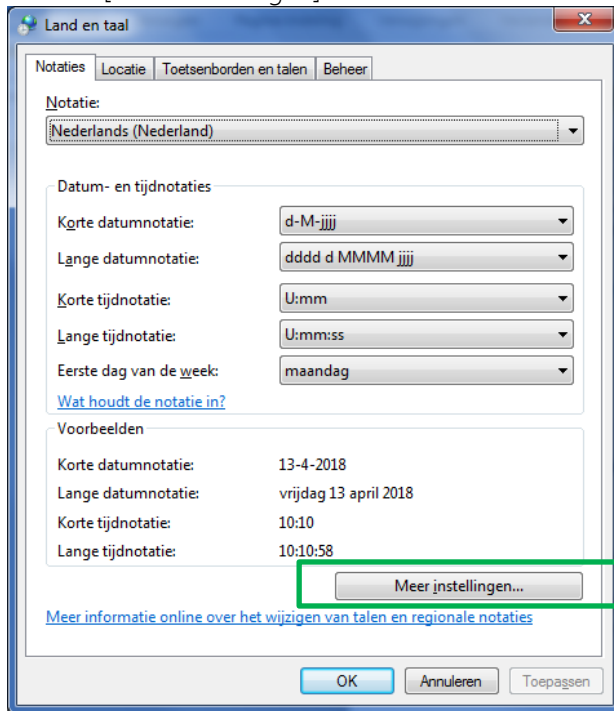 Land en taal
Notaties Locatie Toetsenborden en talen Beheer
Notatie:
Nederlands (Nederland)
Datum- en tijdnotaties
Korte datumnotatie: d-M-jjjj
Lange datumnotatie: dddd d MMMM jjjj
Korte tijdnotatie: U:mm
Lange tijdnotatie: U:mm:ss
Eerste dag van de week: maandag
Wat houdt de notatie in?
Voorbeelden
Korte datumnotatie: 13-4-2018
Lange datumnotatie: vrijdag 13 april 2018
Korte tijdnotatie: 10:10
Lange tijdnotatie: 10:10:58
Meer instellingen...
Meer informatie online over het wijzigen van talen en regionale notaties
OK Annuleren Toepassen